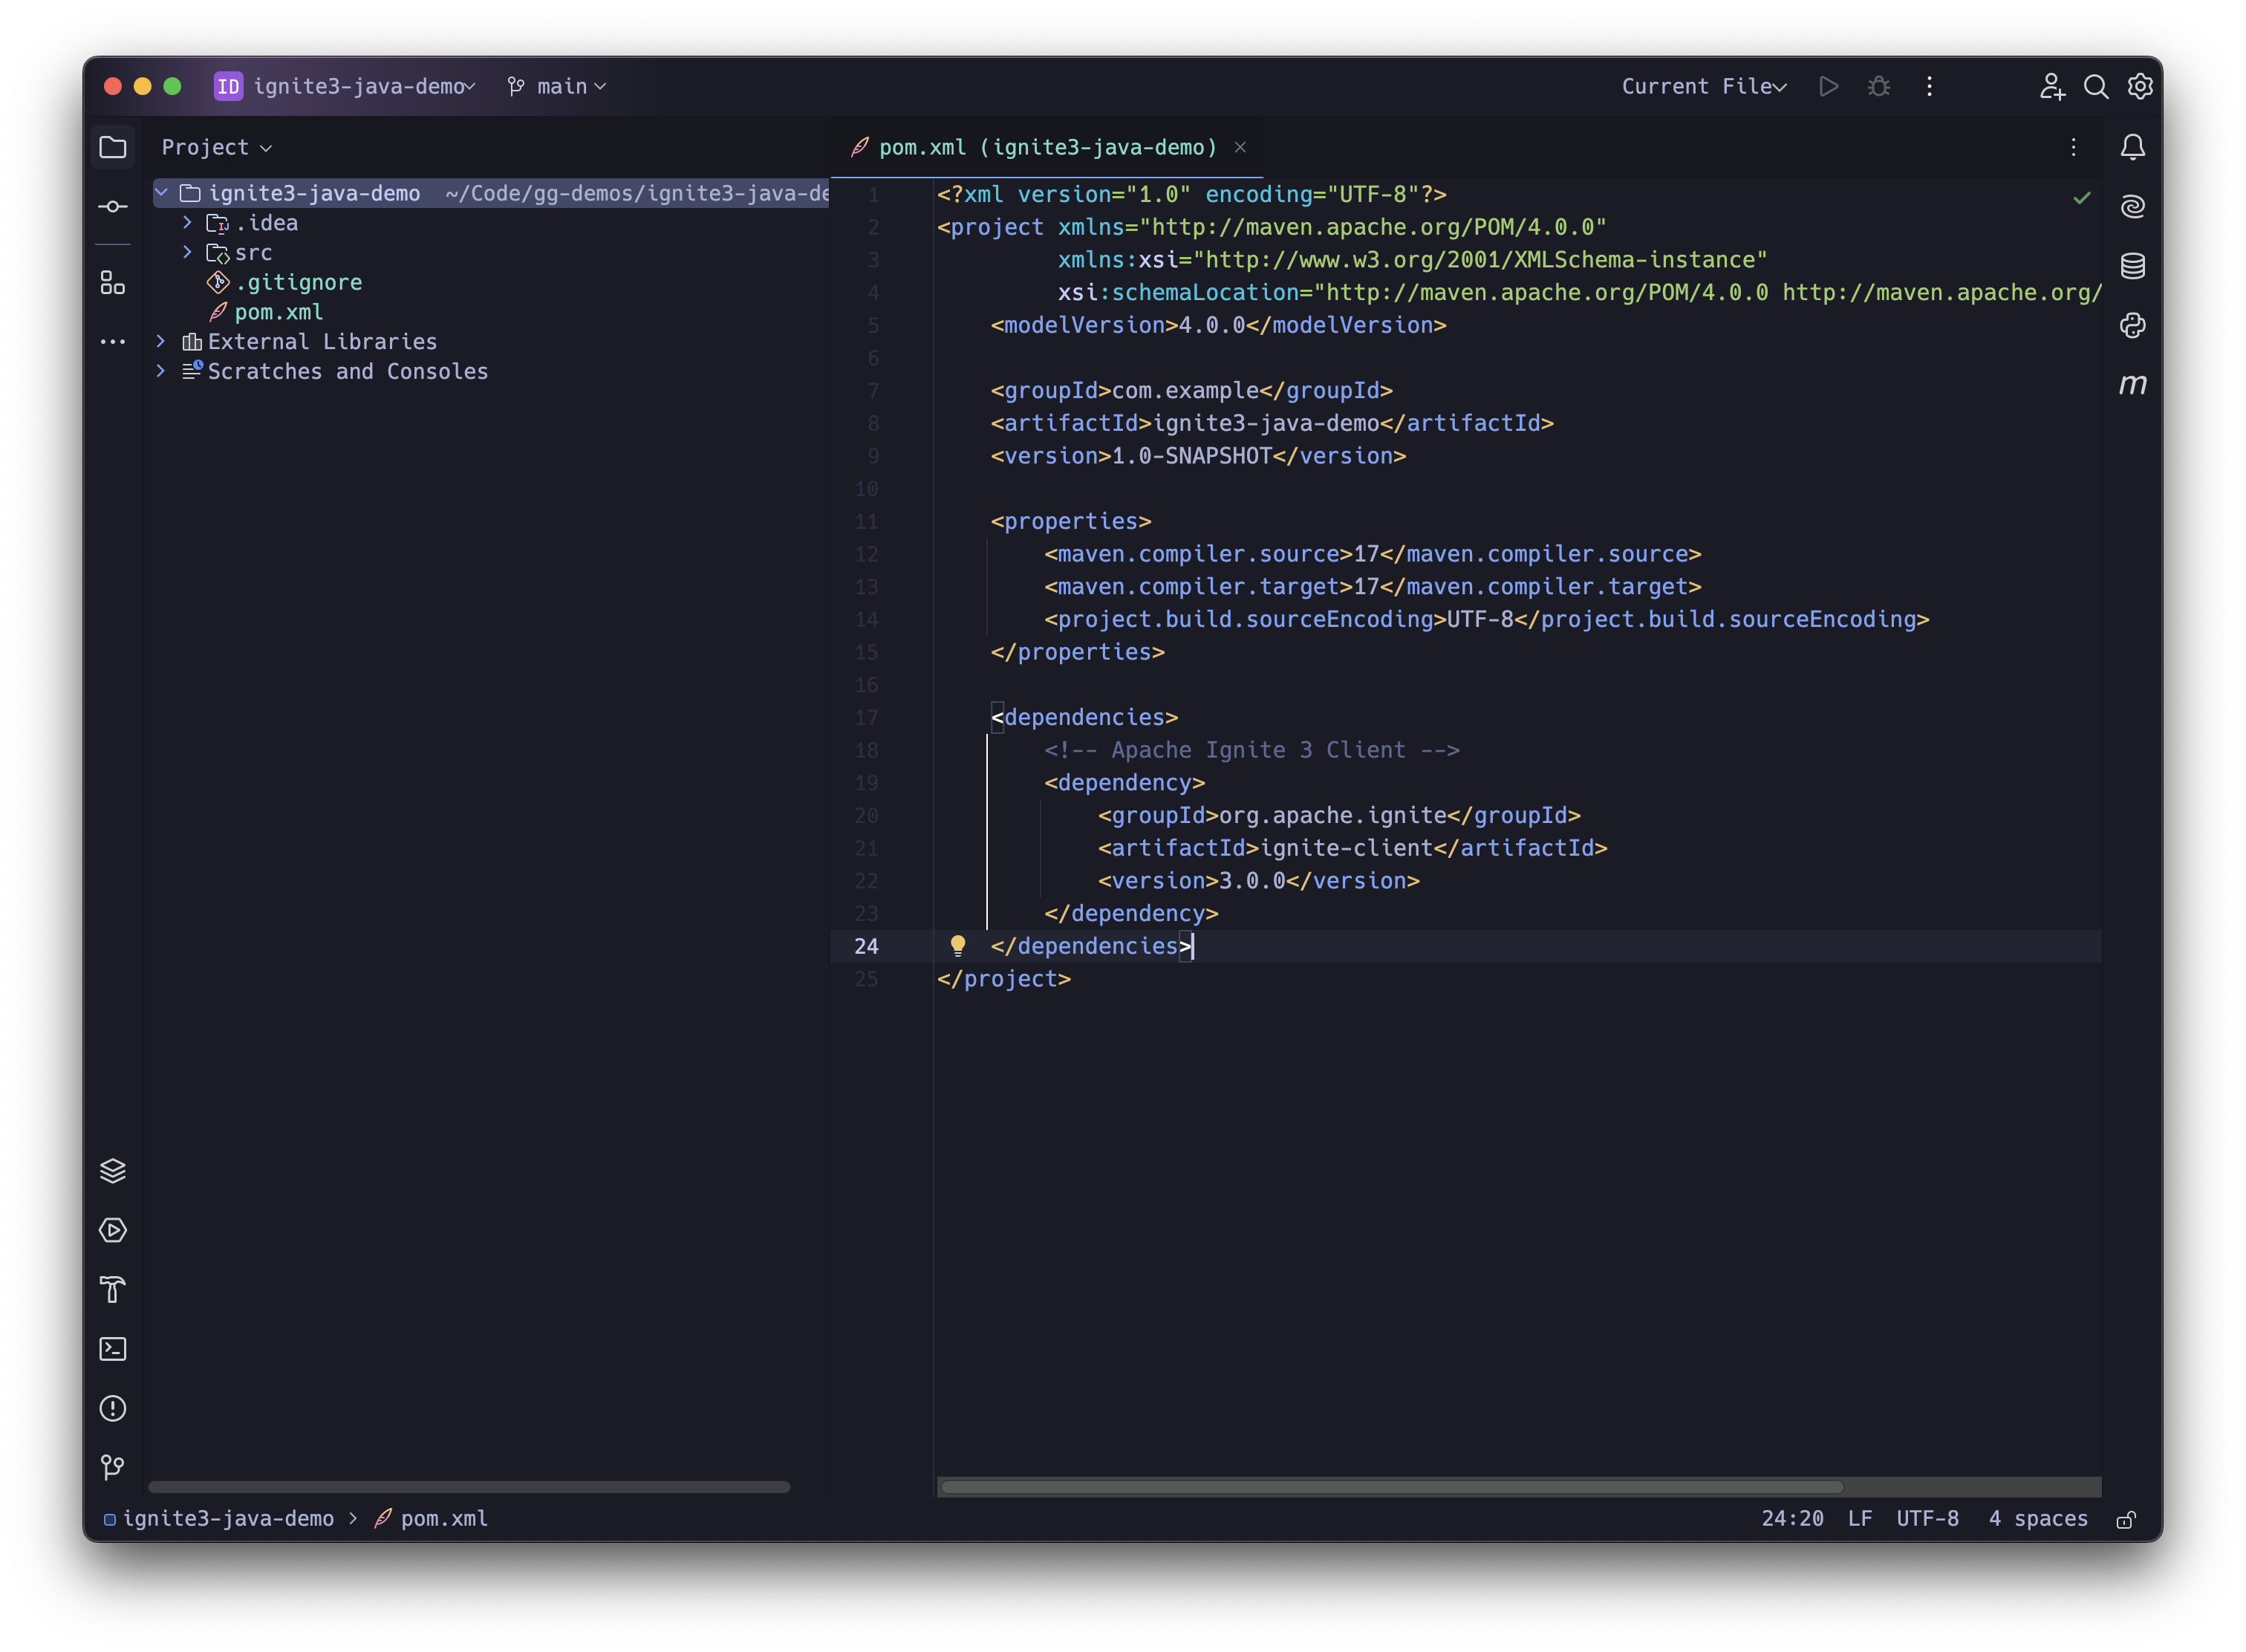 ID ignite3-java-demo main Current File
Project
ignite3-java-demo ~/Code/gg-demos/ignite3-java-de
.idea
src
.gitignore
pom.xml
External Libraries
Scratches and Consoles
pom.xml (ignite3-java-demo)
1 <?xml version="1.0" encoding="UTF-8"?>
2 <project xmlns="http://maven.apache.org/POM/4.0.0"
3 xmlns:xsi="http://www.w3.org/2001/XMLSchema-instance"
4 xsi:schemaLocation="http://maven.apache.org/POM/4.0.0 http://maven.apache.org/
5 <modelVersion>4.0.0</modelVersion>
6
7 <groupId>com.example</groupId>
8 <artifactId>ignite3-java-demo</artifactId>
9 <version>1.0-SNAPSHOT</version>
10
11 <properties>
12 <maven.compiler.source>17</maven.compiler.source>
13 <maven.compiler.target>17</maven.compiler.target>
14 <project.build.sourceEncoding>UTF-8</project.build.sourceEncoding>
15 </properties>
16
17 <dependencies>
18 <!-- Apache Ignite 3 Client -->
19 <dependency>
20 <groupId>org.apache.ignite</groupId>
21 <artifactId>ignite-client</artifactId>
22 <version>3.0.0</version>
23 </dependency>
24 </dependencies>
25 </project>
m
ignite3-java-demo > pom.xml
24:20 LF UTF-8 4 spaces